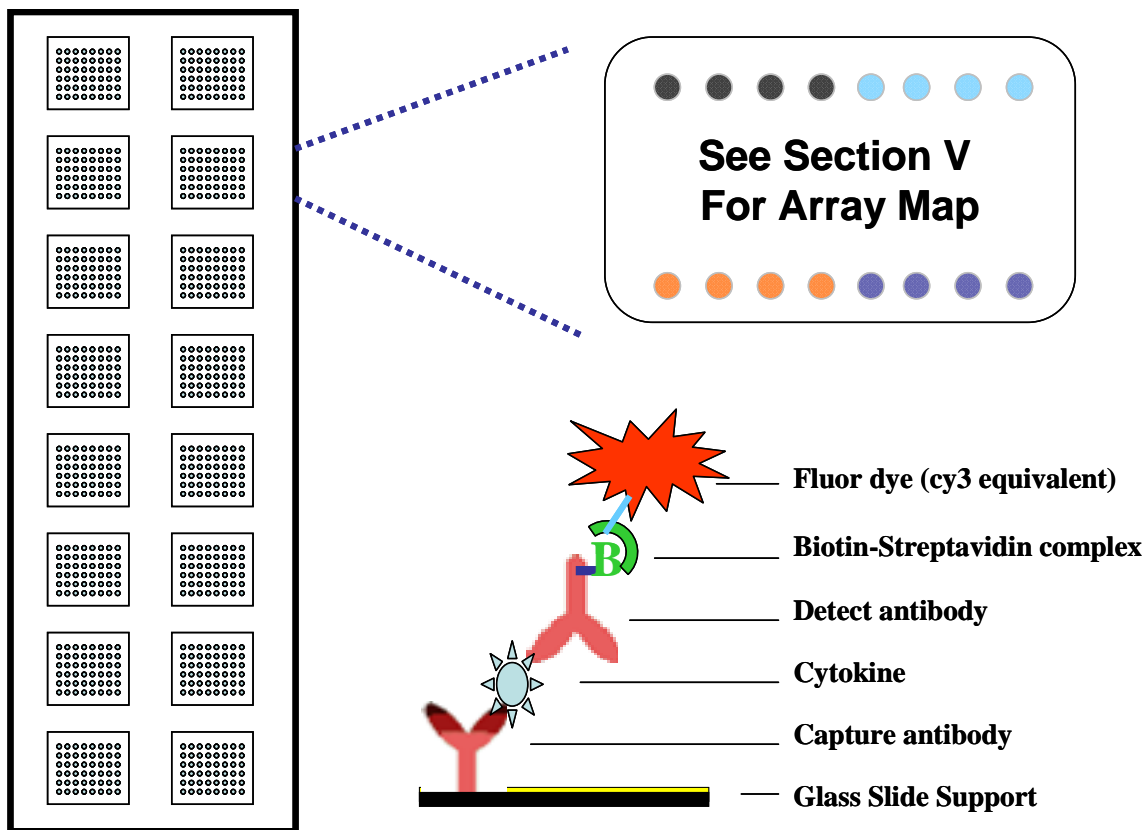 See Section V
For Array Map
Fluor dye (cy3 equivalent)
B
Biotin-Streptavidin complex
Detect antibody
Cytokine
Capture antibody
Glass Slide Support